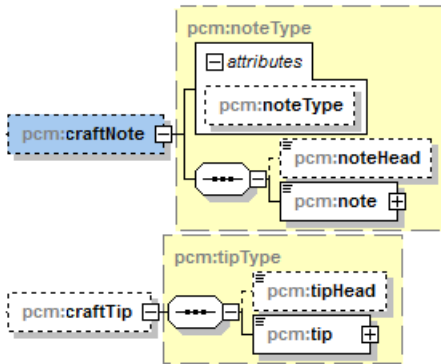 pcm:noteType
attributes
pcm:noteType
pcm:craftNote
pcm:noteHead
pcm:note
pcm:tipType
pcm:tipHead
pcm:craftTip
pcm:tip